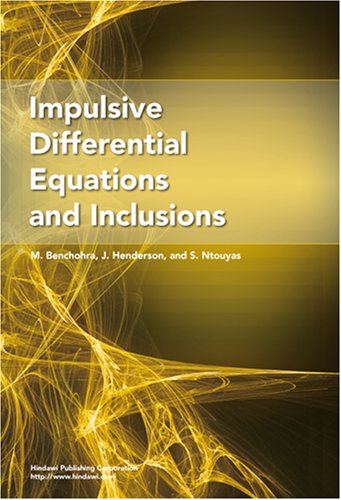 Impulsive
Differential
Equations
and Inclusions
M. Benchohra, J. Henderson, and S. Ntouyas
Hindawi Publishing Corporation
http://www.hindawi.com